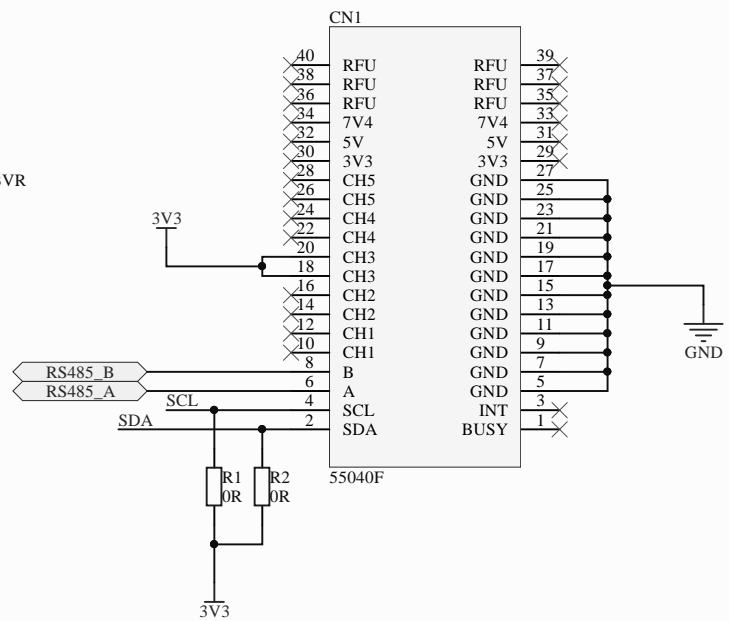 CN1
40 RFU RFU 39
38 RFU RFU 37
36 RFU RFU 35
34 7V4 7V4 33
32 5V 5V 31
30 3V3 3V3 29
VR 28 CH5 GND 27
26 CH5 GND 25
24 CH4 GND 23
3V3 22 CH4 GND 21
20 CH3 GND 19
18 CH3 GND 17
16 CH2 GND 15
14 CH2 GND 13
12 CH1 GND 11
10 CH1 GND 9
GND
RS485_B 8 B GND 7
RS485_A 6 A GND 5
SCL 4 SCL INT 3
SDA 2 SDA BUSY 1
R1 R2 55040F
0R 0R
3V3